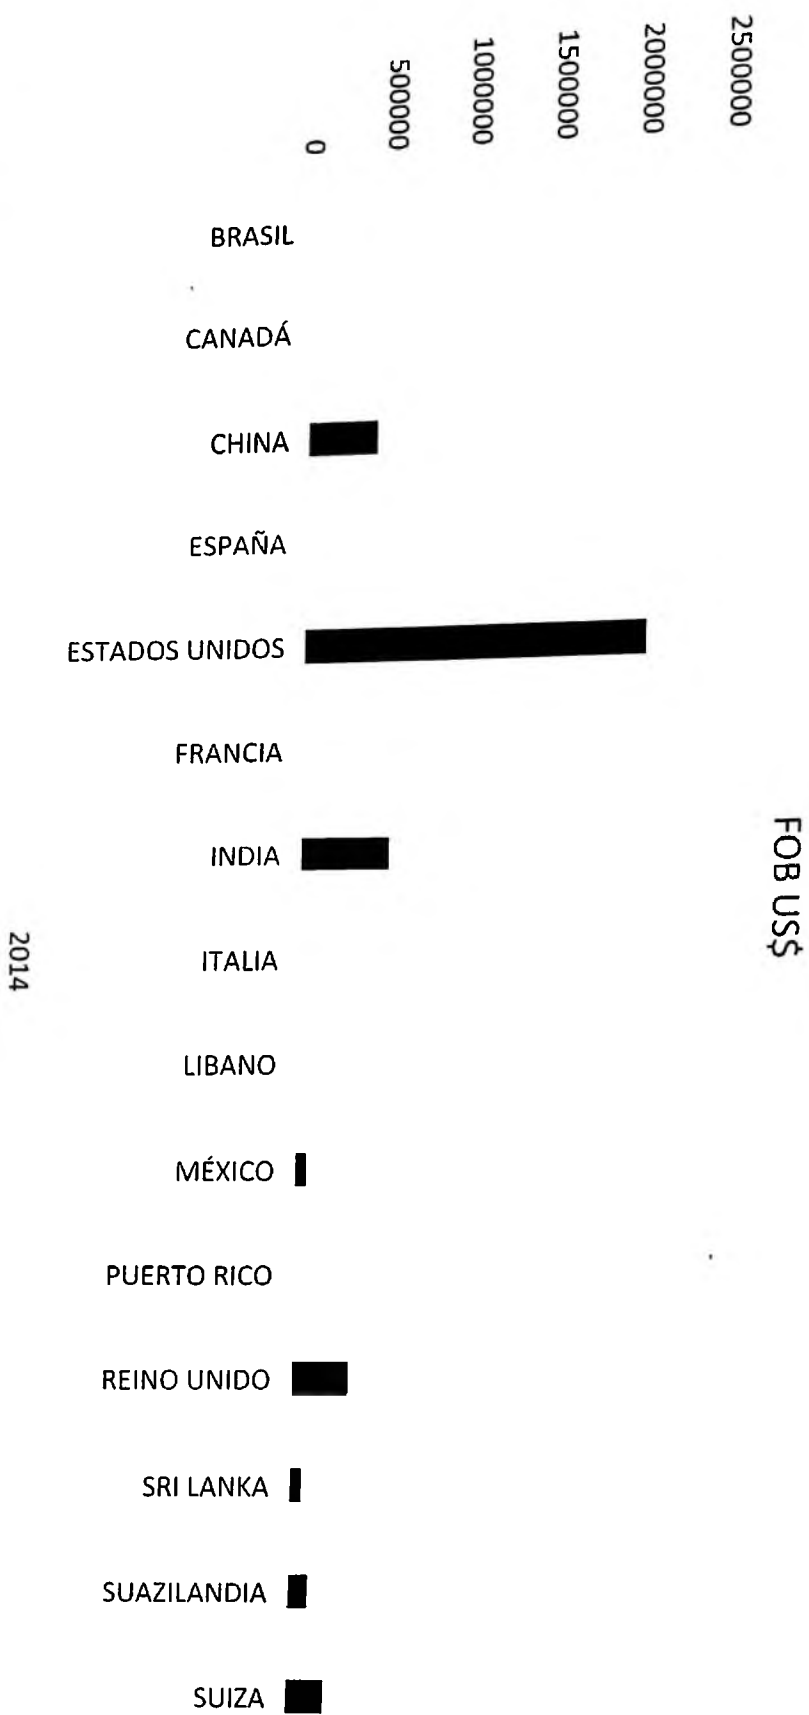 FOB US$
2500000
2000000
1500000
1000000
500000
0
BRASIL
CANADÁ
CHINA
ESPAÑA
ESTADOS UNIDOS
FRANCIA
INDIA
ITALIA
LIBANO
MÉXICO
PUERTO RICO
REINO UNIDO
SRI LANKA
SUAZILANDIA
SUIZA
2014